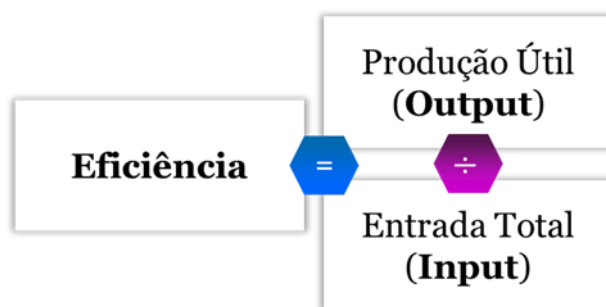 Eficiência
=
Produção Útil
(Output)
÷
Entrada Total
(Input)